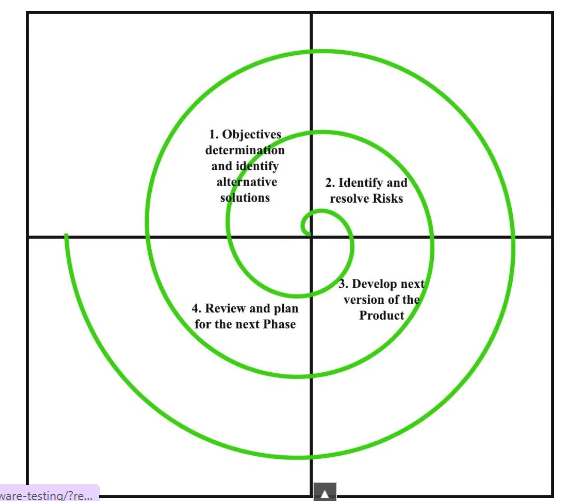 1. Objectives
determination
and identify
alternative
solutions
2. Identify and
resolve Risks
3. Develop next
version of the
Product
4. Review and plan
for the next Phase
ware-testing/?re...